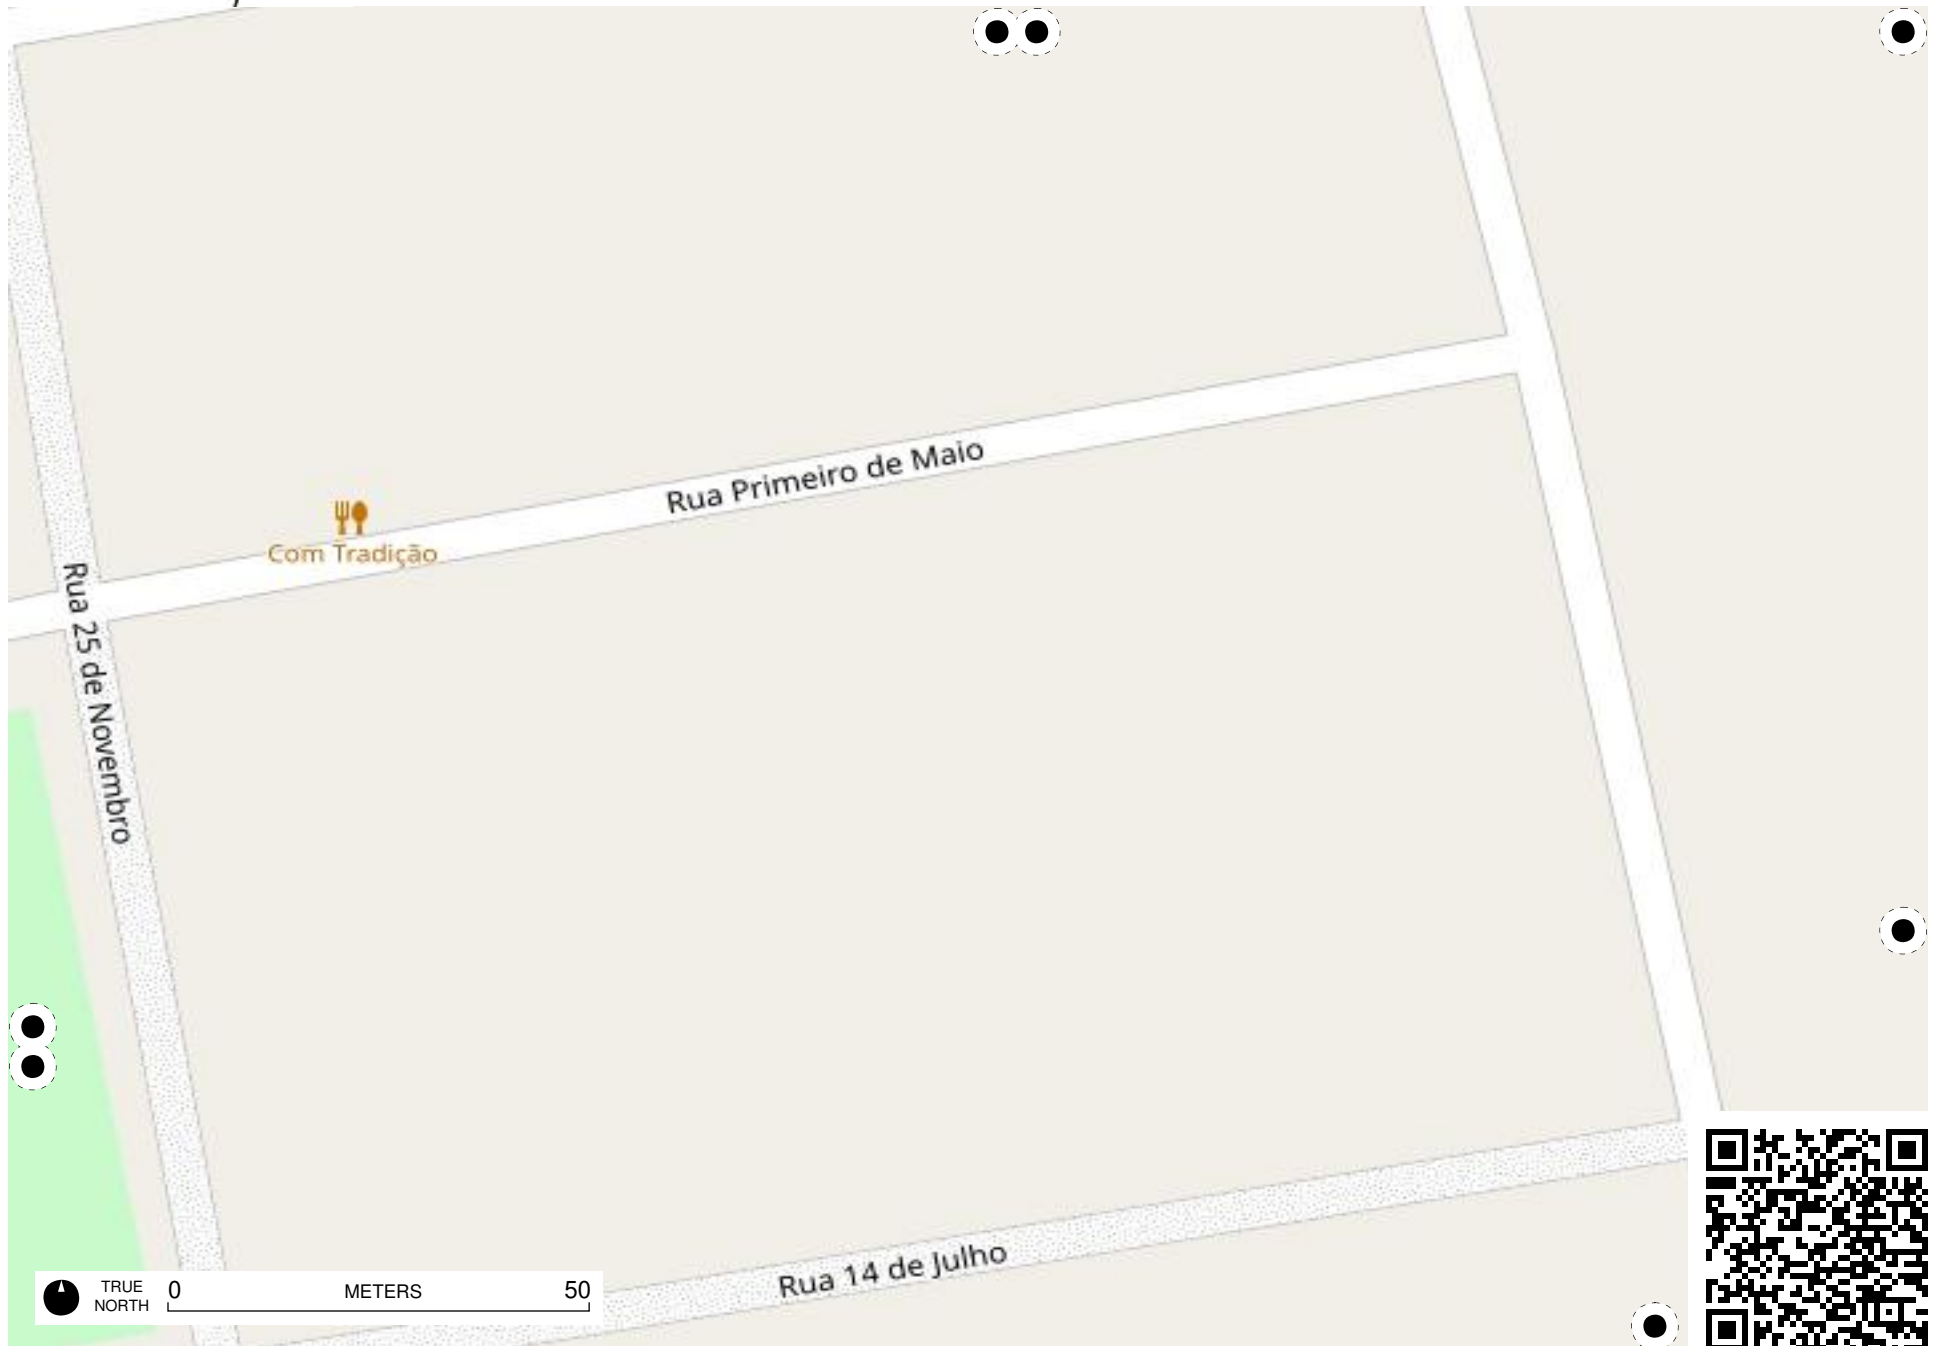 Rua Primeiro de Maio
Com Tradição
Rua 25 de Novembro
Rua 14 de Julho
TRUE
NORTH
0 METERS 50